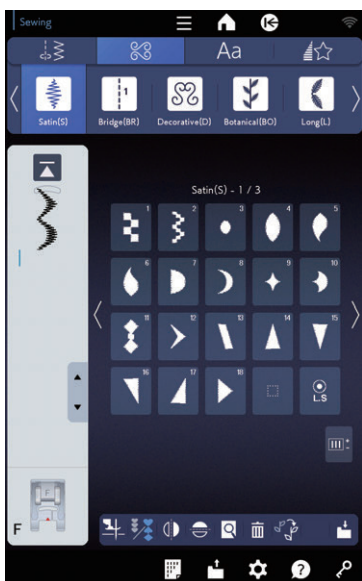 Sewing
Aa
1
Satin(S) Bridge(BR) Decorative(D) Botanical(BO) Long(L)
Satin(S) - 1 / 3
1 2 3 4 5
6 7 8 9 10
11 12 13 14 15
16 17 18
L.S
F
?